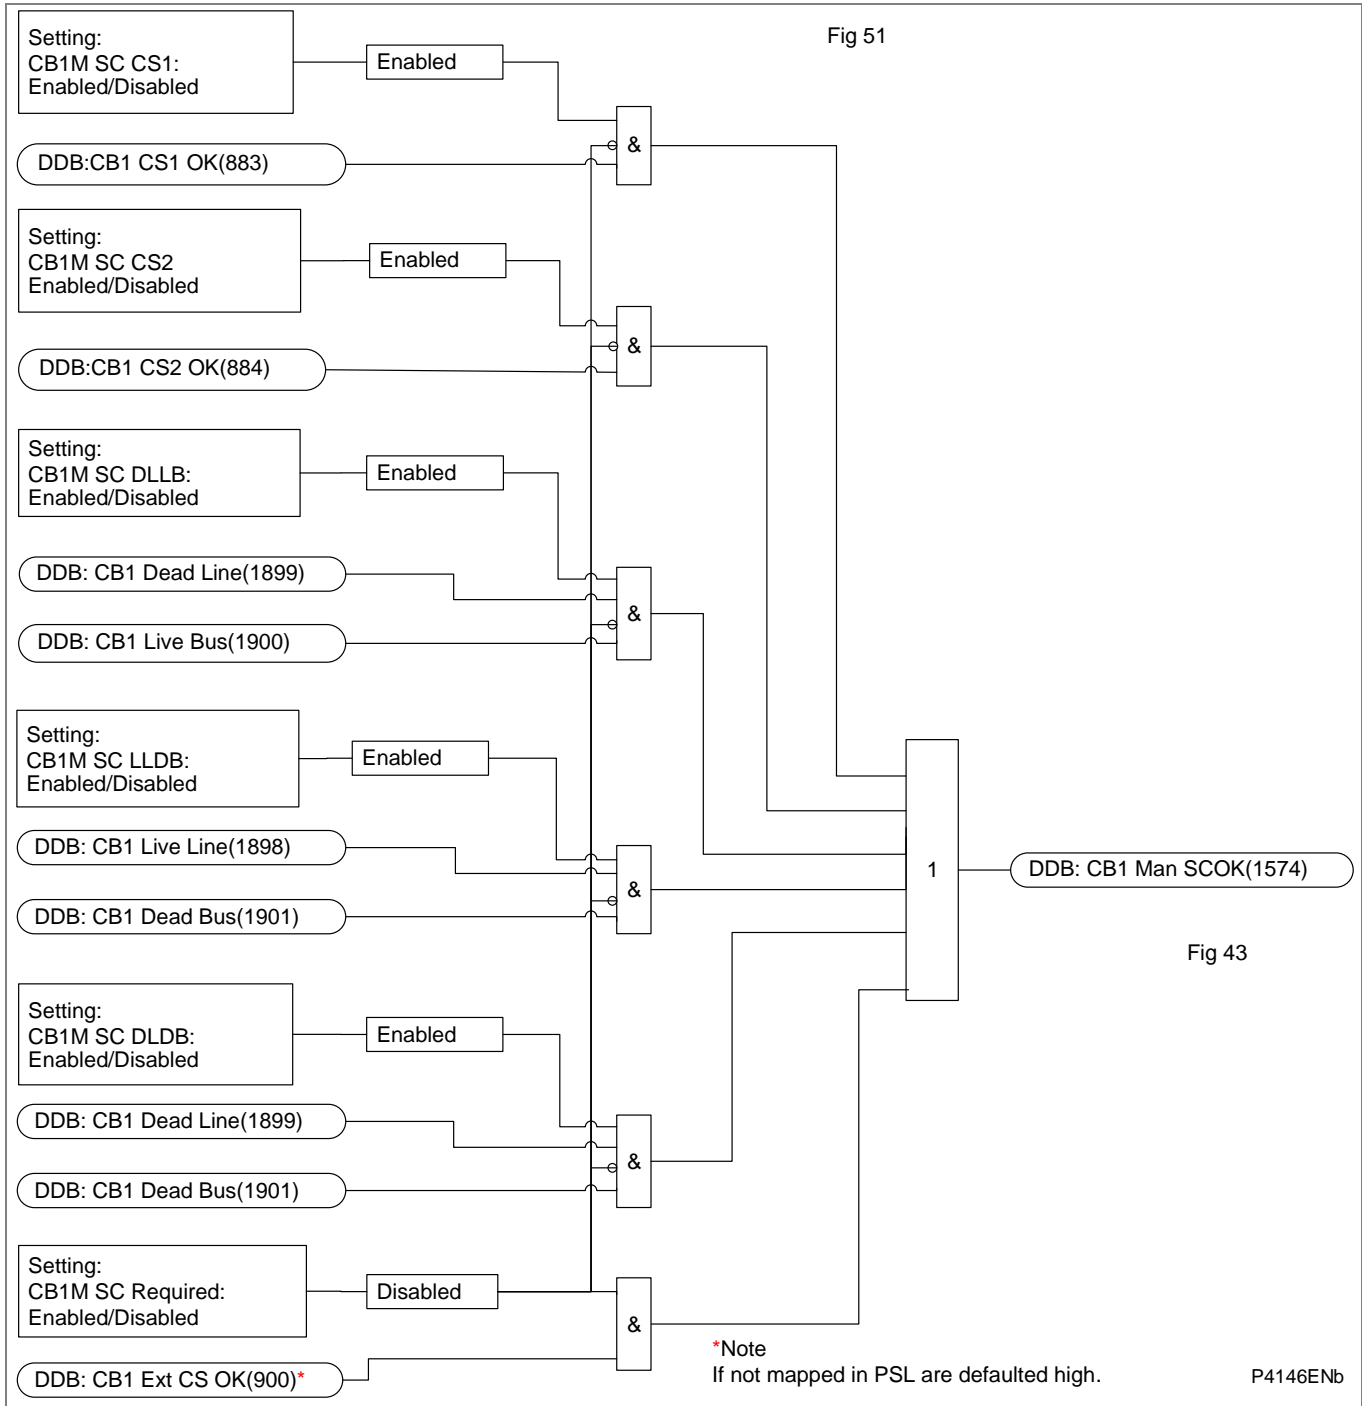 Fig 51
Setting:
CB1M SC CS1:
Enabled/Disabled
Enabled
&
DDB:CB1 CS1 OK(883)
Setting:
CB1M SC CS2
Enabled/Disabled
Enabled
&
DDB:CB1 CS2 OK(884)
Setting:
CB1M SC DLLB:
Enabled/Disabled
Enabled
DDB: CB1 Dead Line(1899)
&
DDB: CB1 Live Bus(1900)
Setting:
CB1M SC LLDB:
Enabled/Disabled
Enabled
DDB: CB1 Live Line(1898)
&
DDB: CB1 Dead Bus(1901)
1
DDB: CB1 Man SCOK(1574)
Fig 43
Setting:
CB1M SC DLDB:
Enabled/Disabled
Enabled
DDB: CB1 Dead Line(1899)
&
DDB: CB1 Dead Bus(1901)
Setting:
CB1M SC Required:
Enabled/Disabled
Disabled
&
DDB: CB1 Ext CS OK(900)*
*Note
If not mapped in PSL are defaulted high.
P4146ENb